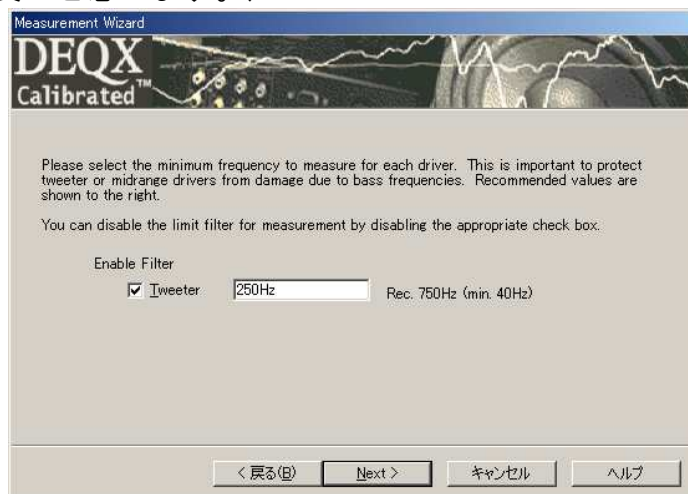 Measurement Wizard
DEQX
Calibrated™
Please select the minimum frequency to measure for each driver. This is important to protect
tweeter or midrange drivers from damage due to bass frequencies. Recommended values are
shown to the right.
You can disable the limit filter for measurement by disabling the appropriate check box.
Enable Filter
Tweeter 250Hz Rec. 750Hz (min. 40Hz)
< 戻る(B) Next > キャンセル ヘルプ